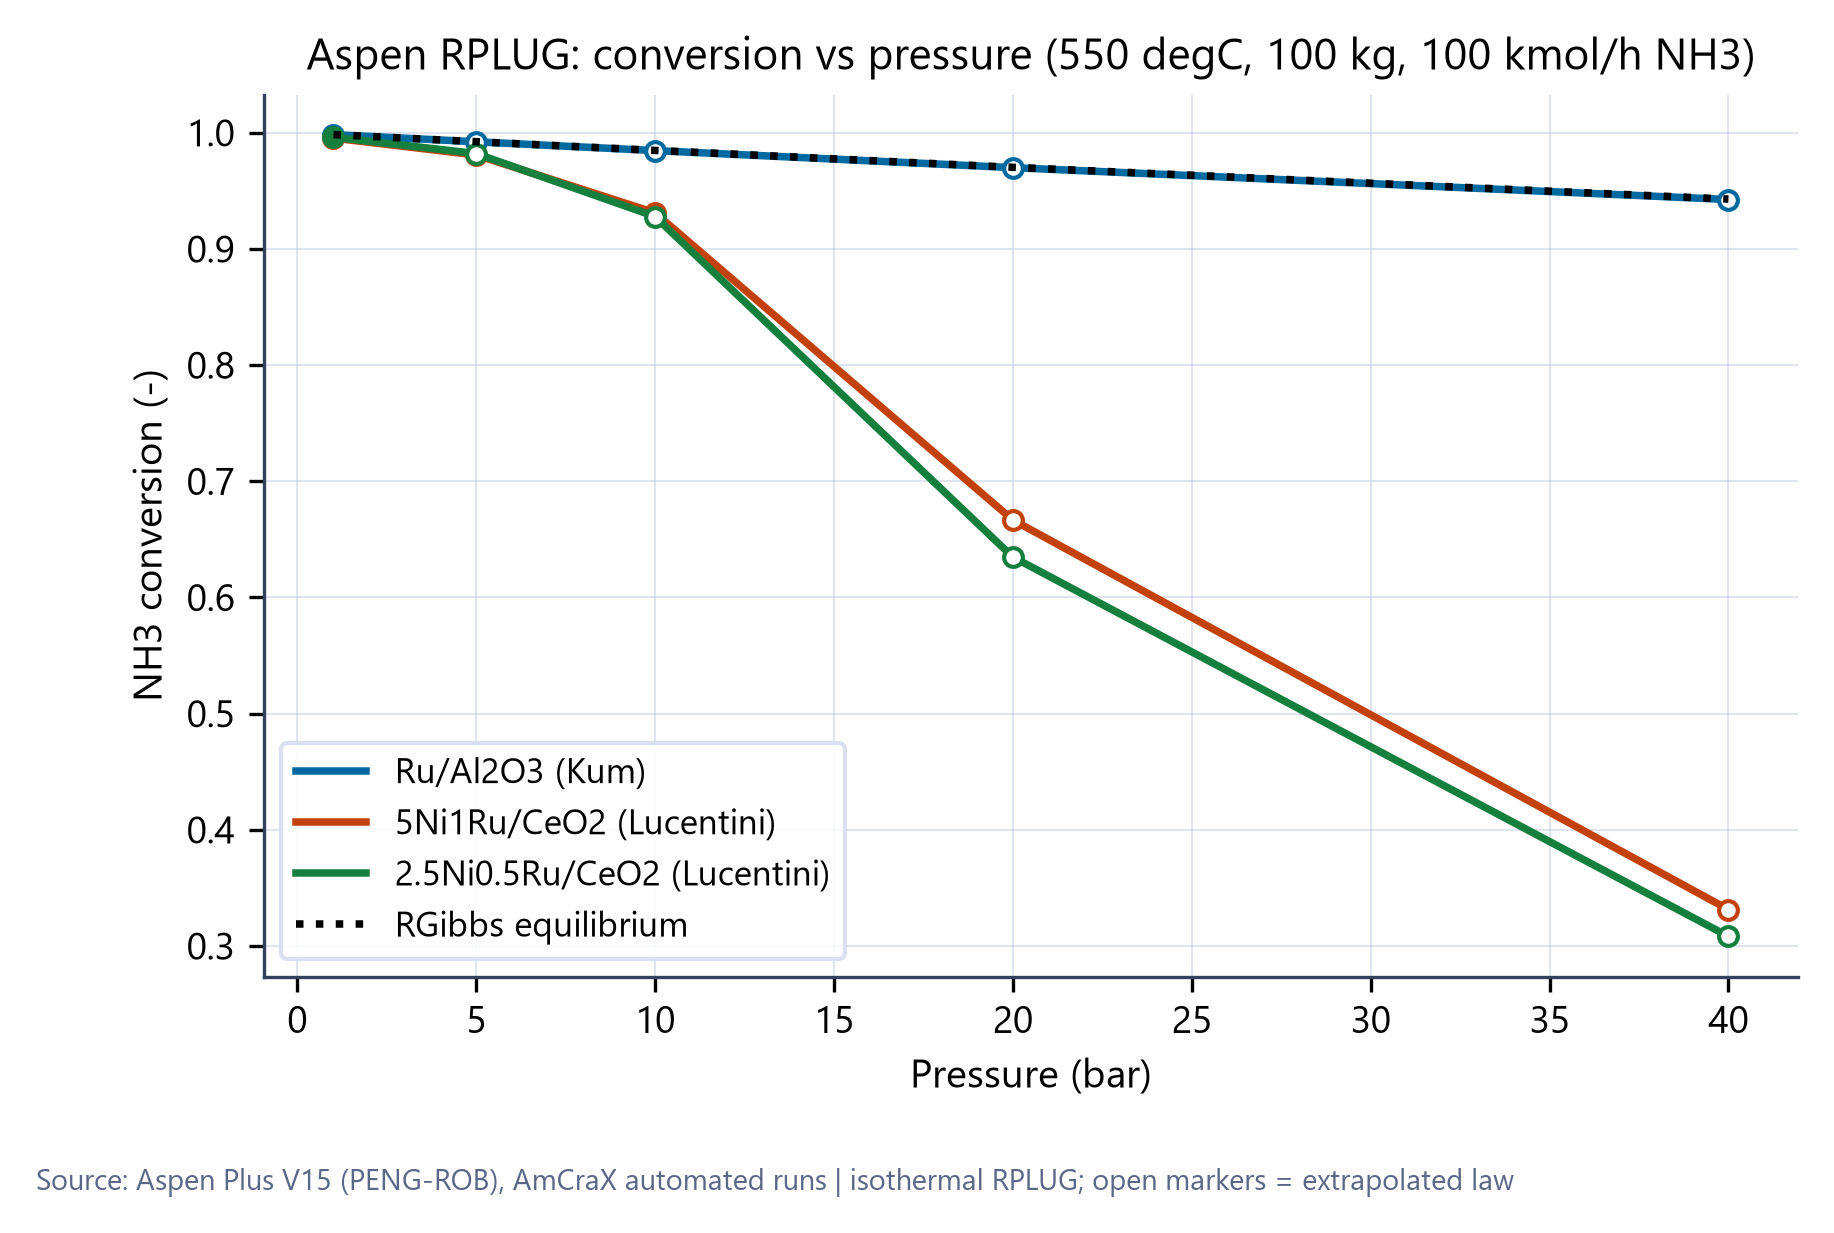 Aspen RPLUG: conversion vs pressure (550 degC, 100 kg, 100 kmol/h NH3)
1.0
0.9
0.8
0.7
0.6
0.5
0.4
0.3
NH3 conversion (-)
Ru/Al2O3 (Kum)
5Ni1Ru/CeO2 (Lucentini)
2.5Ni0.5Ru/CeO2 (Lucentini)
RGibbs equilibrium
0 5 10 15 20 25 30 35 40
Pressure (bar)
Source: Aspen Plus V15 (PENG-ROB), AmCraX automated runs | isothermal RPLUG; open markers = extrapolated law